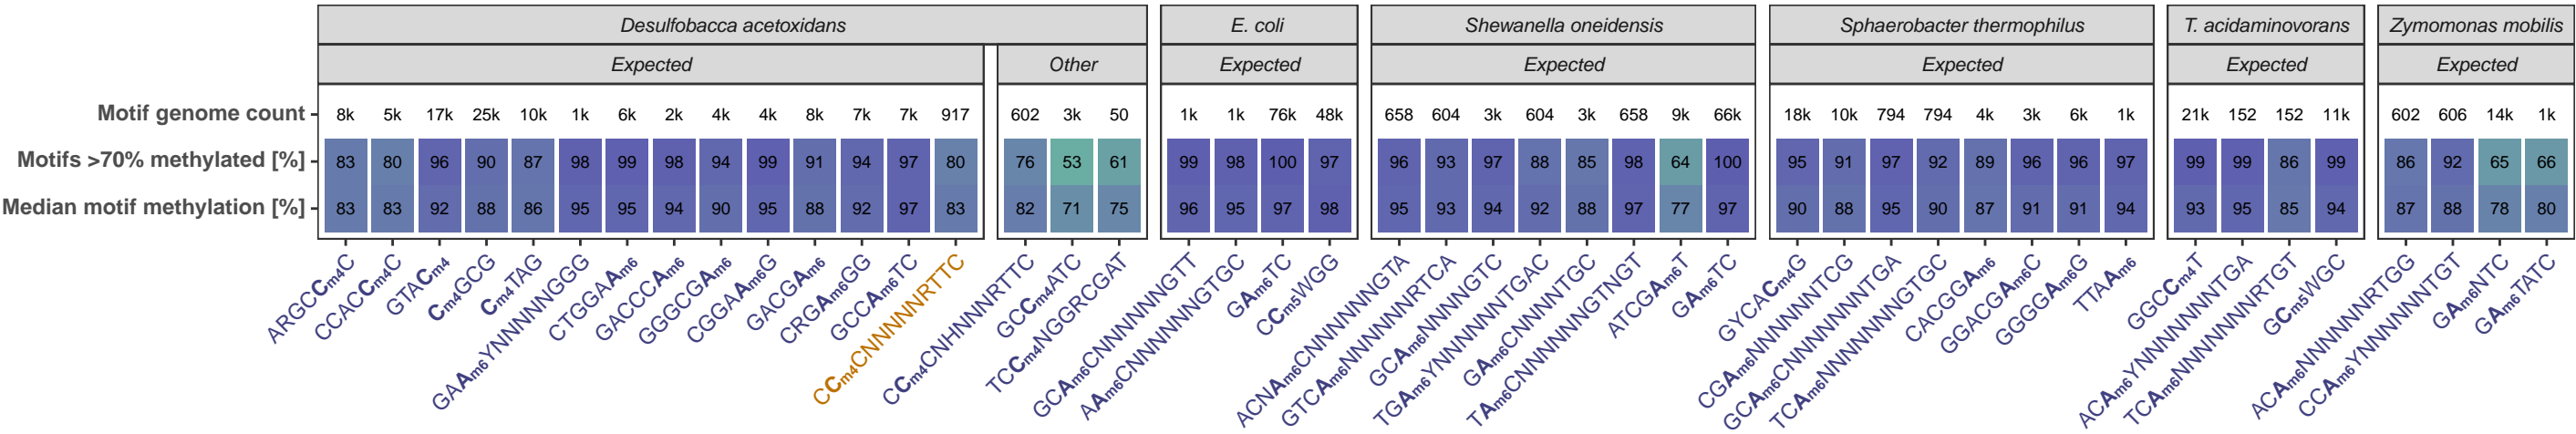 Desulfobacca acetoxidans E. coli Shewanella oneidensis Sphaerobacter thermophilus T. acidaminovorans Zymomonas mobilis
Expected Other Expected Expected Expected Expected Expected
Motif genome count 8k 5k 17k 25k 10k 1k 6k 2k 4k 4k 8k 7k 7k 917 602 3k 50 1k 1k 76k 48k 658 604 3k 604 3k 658 9k 66k 18k 10k 794 794 4k 3k 6k 1k 21k 152 152 11k 602 606 14k 1k
Motifs >70% methylated [%] 83 80 96 90 87 98 99 98 94 99 91 94 97 80 76 53 61 99 98 100 97 96 93 97 88 85 98 64 100 95 91 97 92 89 96 96 97 99 99 86 99 86 92 65 66
Median motif methylation [%] 83 83 92 88 86 95 95 94 90 95 88 92 97 83 82 71 75 96 95 97 98 95 93 94 92 88 97 77 97 90 88 95 90 87 91 91 94 93 95 85 94 87 88 78 80
ARGCCm4C
CCACCm4C
GTACm4
Cm4GCG
Cm4TAG
GAAm6YNNNNNGGG
CTGGAAm6
GACCCAm6
GGGCGAm6
CGGAAm6G
GACGAm6
CRGAm6GG
GCCAm6TC
CCm4CNNNNNRTTC
CCm4CNHNNNRTTC
GCCm4ATC
TCCm4NGGRCGAT
GCAm6CNNNNNNGTT
AAm6CNNNNNNGTGC
GAm6TC
CCm5WGG
ACNAm6CNNNNNNGTA
GTCAm6NNNNNNRTCA
GCAm6NNNNNGTC
TGAm6YNNNNNNTGAC
GAm6CNNNNNTGC
TAm6CNNNNNNGTNGT
ATCGAm6T
GAm6TC
GYCACm4G
CGAm6NNNNNNTCG
GCAm6CNNNNNNNTGA
TCAm6NNNNNNNGTGC
CACGGAm6
GGACGAm6C
GGGGAm6G
TTAAm6
GGCCm4T
ACAm6YNNNNNNTGA
TCAm6NNNNNNRTGT
GCm5WGC
ACAm6NNNNNNRTGG
CCAm6YNNNNNNTGT
GAm6NTC
GAm6TATC